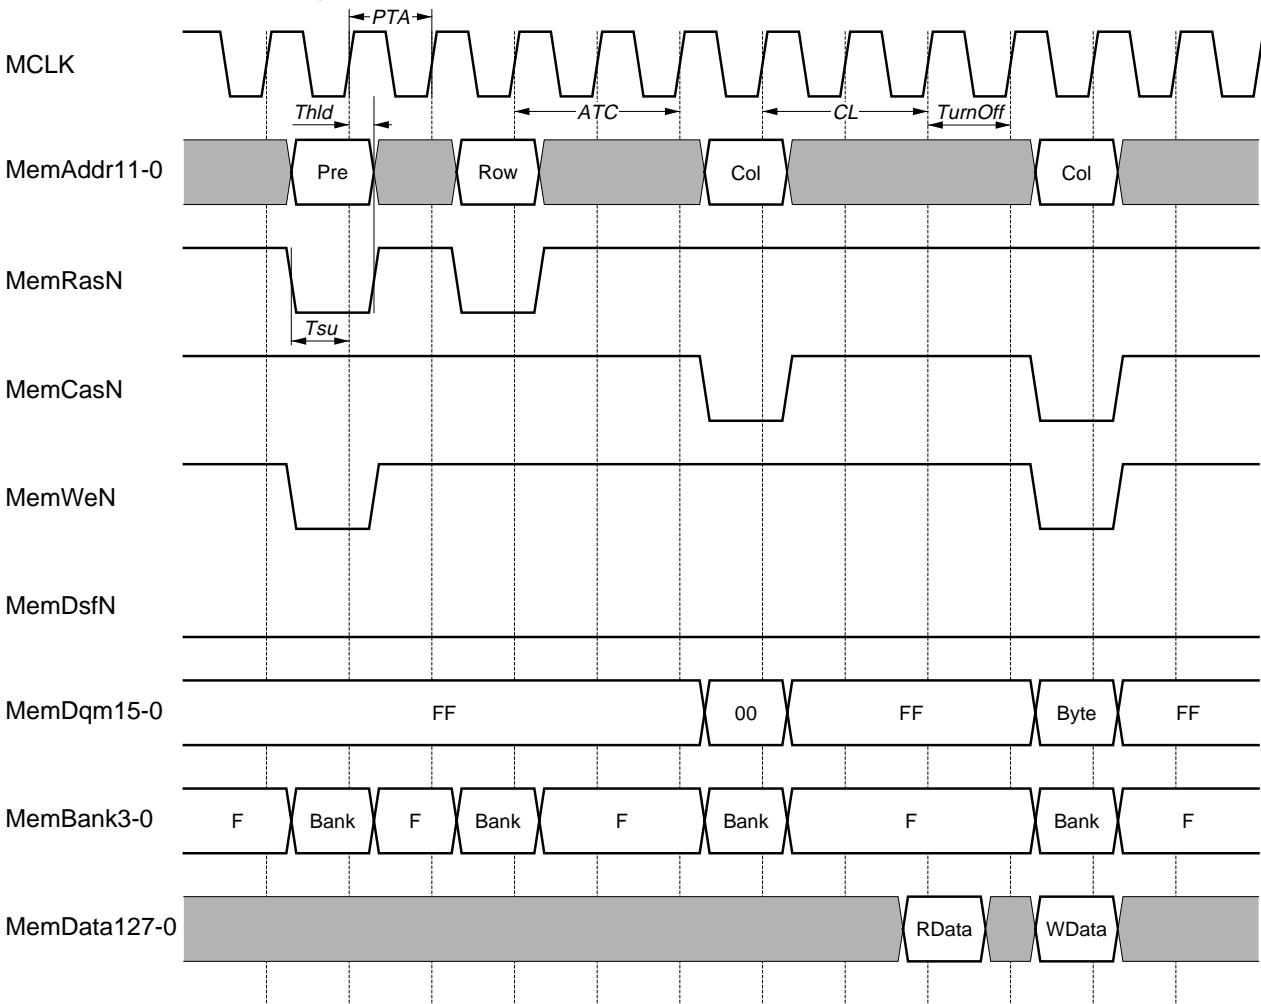 PTA
MCLK
Thld ATC CL TurnOff
MemAddr11-0 Pre Row Col Col
MemRasN
Tsu
MemCasN
MemWeN
MemDsfN
MemDqm15-0 FF 00 FF Byte FF
MemBank3-0 F Bank F Bank F Bank F Bank F
MemData127-0 RData WData